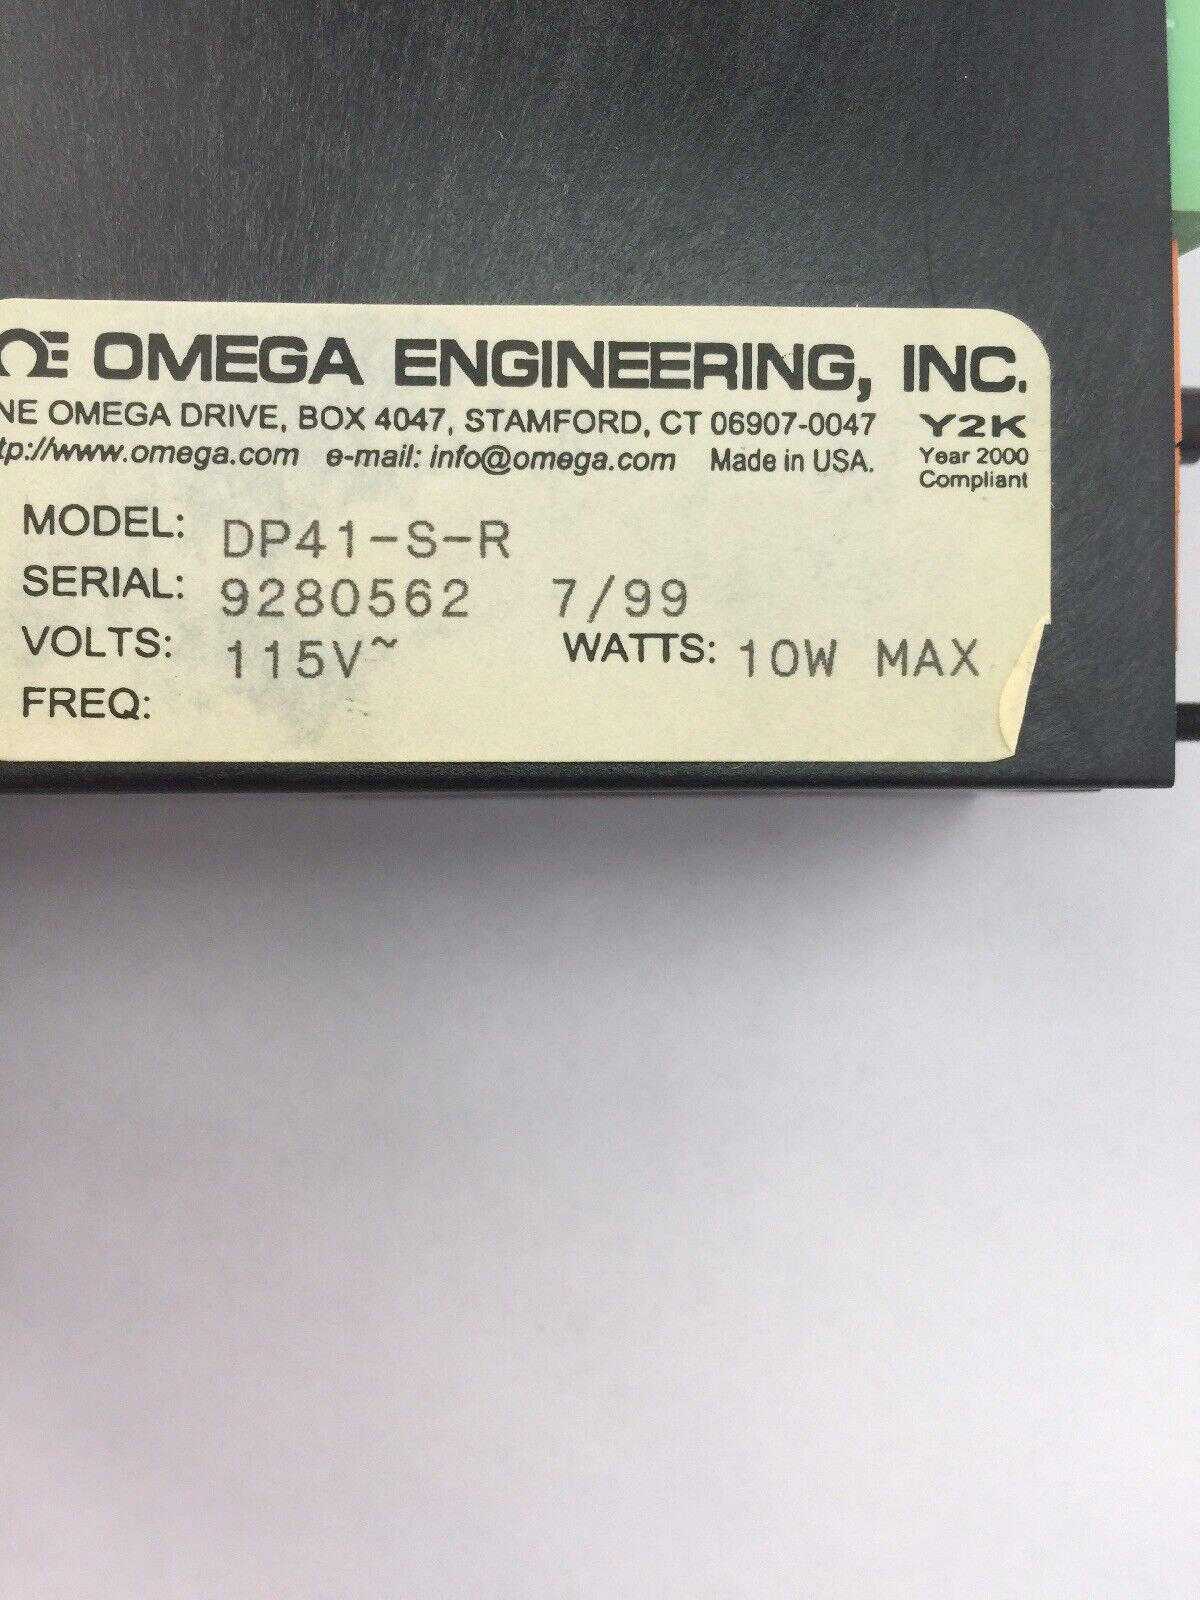 ΩE OMEGA ENGINEERING, INC.
NE OMEGA DRIVE, BOX 4047, STAMFORD, CT 06907-0047
tp://www.omega.com e-mail: info@omega.com Made in USA.
Y2K
Year 2000
Compliant
MODEL: DP41-S-R
SERIAL: 9280562 7/99
VOLTS: 115V~ WATTS: 10W MAX
FREQ: